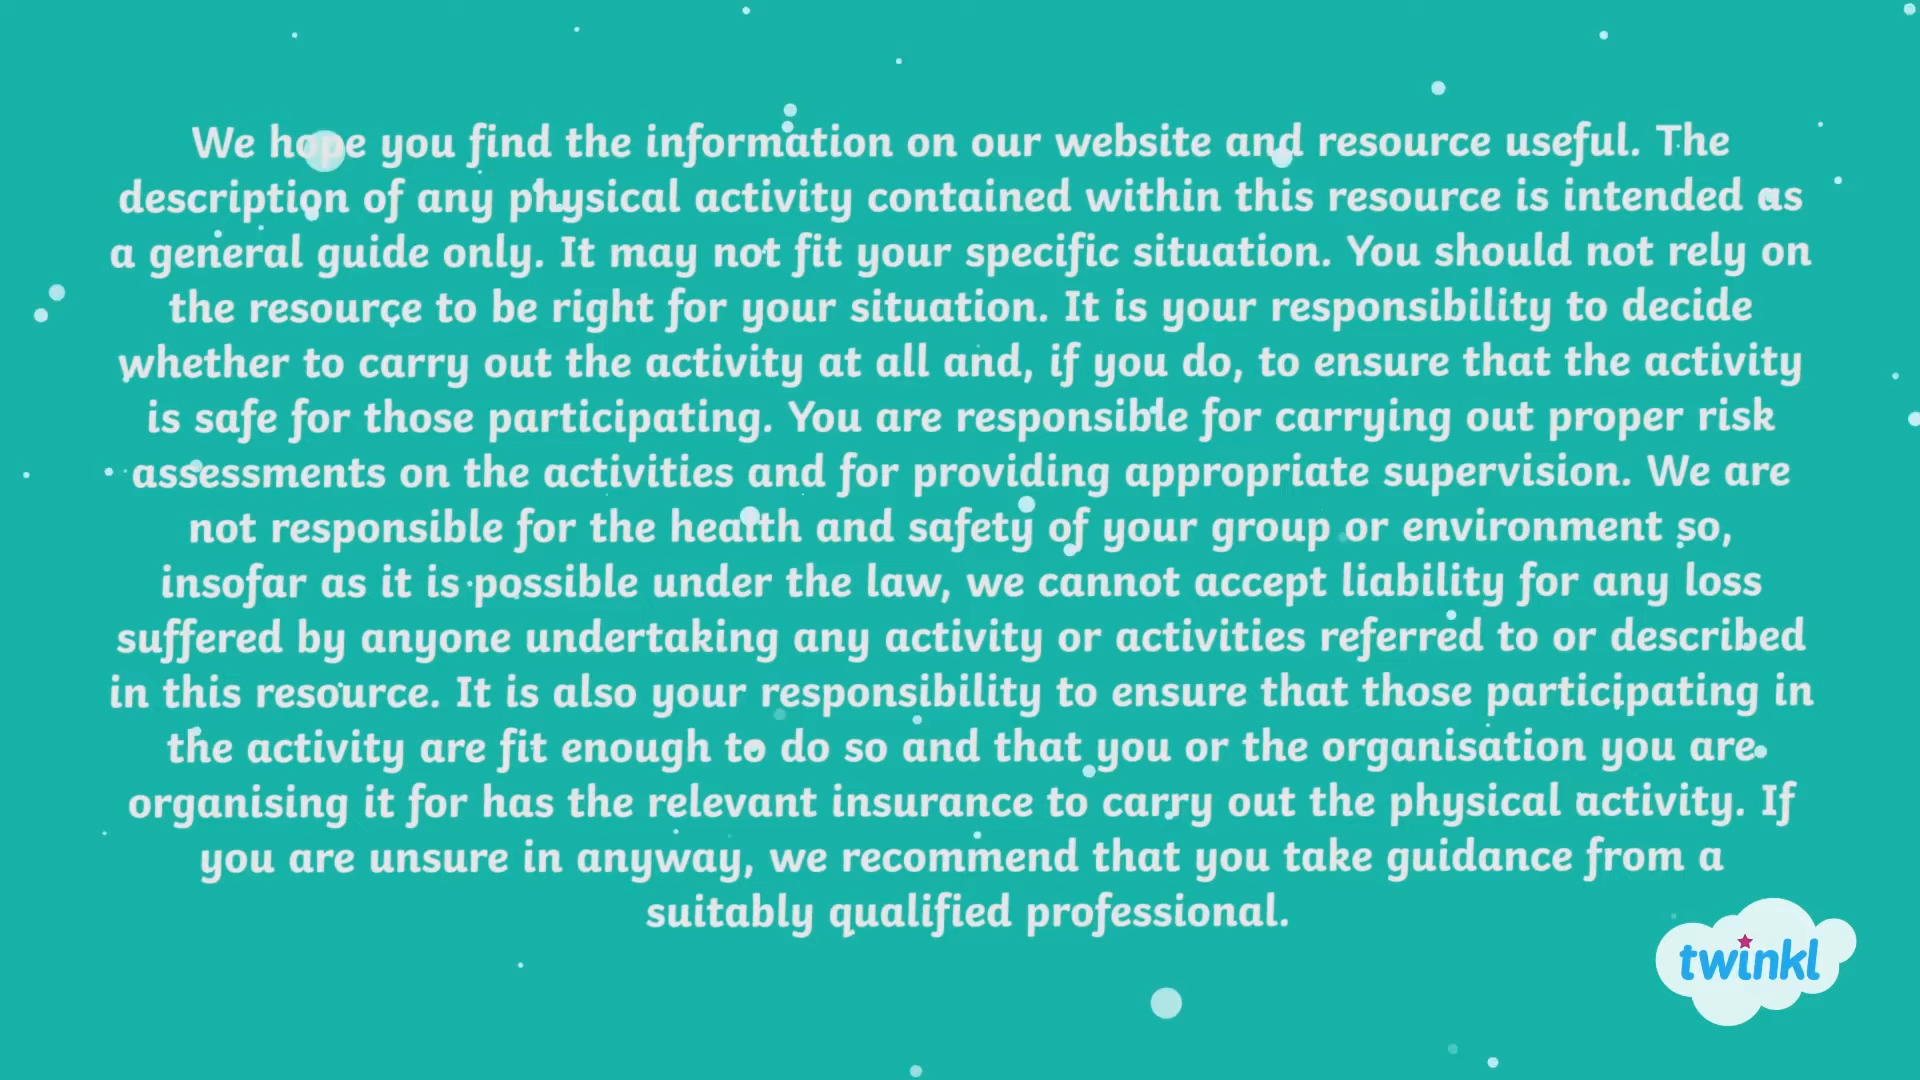 We hope you find the information on our website and resource useful. The
description of any physical activity contained within this resource is intended as
a general guide only. It may not fit your specific situation. You should not rely on
the resource to be right for your situation. It is your responsibility to decide
whether to carry out the activity at all and, if you do, to ensure that the activity
is safe for those participating. You are responsible for carrying out proper risk
assessments on the activities and for providing appropriate supervision. We are
not responsible for the health and safety of your group or environment so,
insofar as it is possible under the law, we cannot accept liability for any loss
suffered by anyone undertaking any activity or activities referred to or described
in this resource. It is also your responsibility to ensure that those participating in
the activity are fit enough to do so and that you or the organisation you are
organising it for has the relevant insurance to carry out the physical activity. If
you are unsure in anyway, we recommend that you take guidance from a
suitably qualified professional.
twinkl